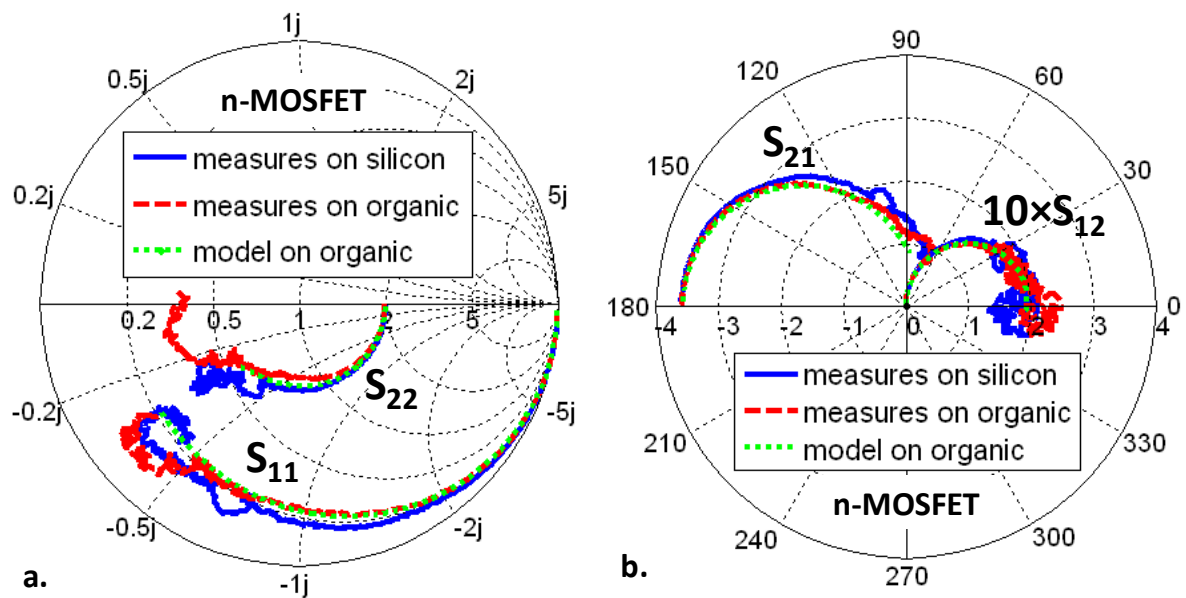 1j
0.5j
2j
n-MOSFET
measures on silicon
measures on organic
model on organic
0.2j
5j
0.2 0.5 1 2 5
S22
-0.2j
-5j
S11
-0.5j
-2j
-1j
a.
90
120
60
S21
150
30
10×S12
180
-4 -3 -2 -1 0 1 2 3 4
0
measures on silicon
measures on organic
model on organic
210
330
n-MOSFET
240
300
270
b.